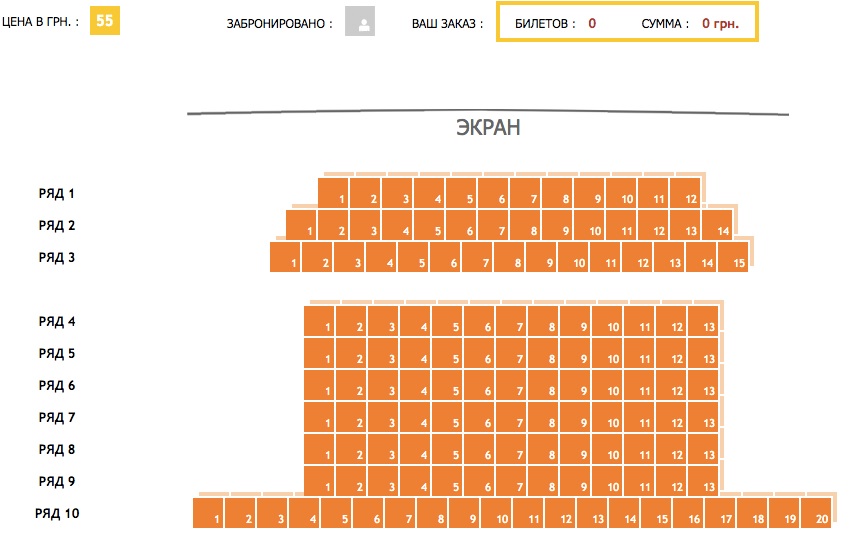 ЦЕНА В ГРН. : 55 ЗАБРОНИРОВАНО : ВАШ ЗАКАЗ : БИЛЕТОВ : 0 СУММА : 0 грн.
ЭКРАН
РЯД 1 1 2 3 4 5 6 7 8 9 10 11 12
РЯД 2 1 2 3 4 5 6 7 8 9 10 11 12 13 14
РЯД 3 1 2 3 4 5 6 7 8 9 10 11 12 13 14 15
РЯД 4 1 2 3 4 5 6 7 8 9 10 11 12 13
РЯД 5 1 2 3 4 5 6 7 8 9 10 11 12 13
РЯД 6 1 2 3 4 5 6 7 8 9 10 11 12 13
РЯД 7 1 2 3 4 5 6 7 8 9 10 11 12 13
РЯД 8 1 2 3 4 5 6 7 8 9 10 11 12 13
РЯД 9 1 2 3 4 5 6 7 8 9 10 11 12 13
РЯД 10 1 2 3 4 5 6 7 8 9 10 11 12 13 14 15 16 17 18 19 20